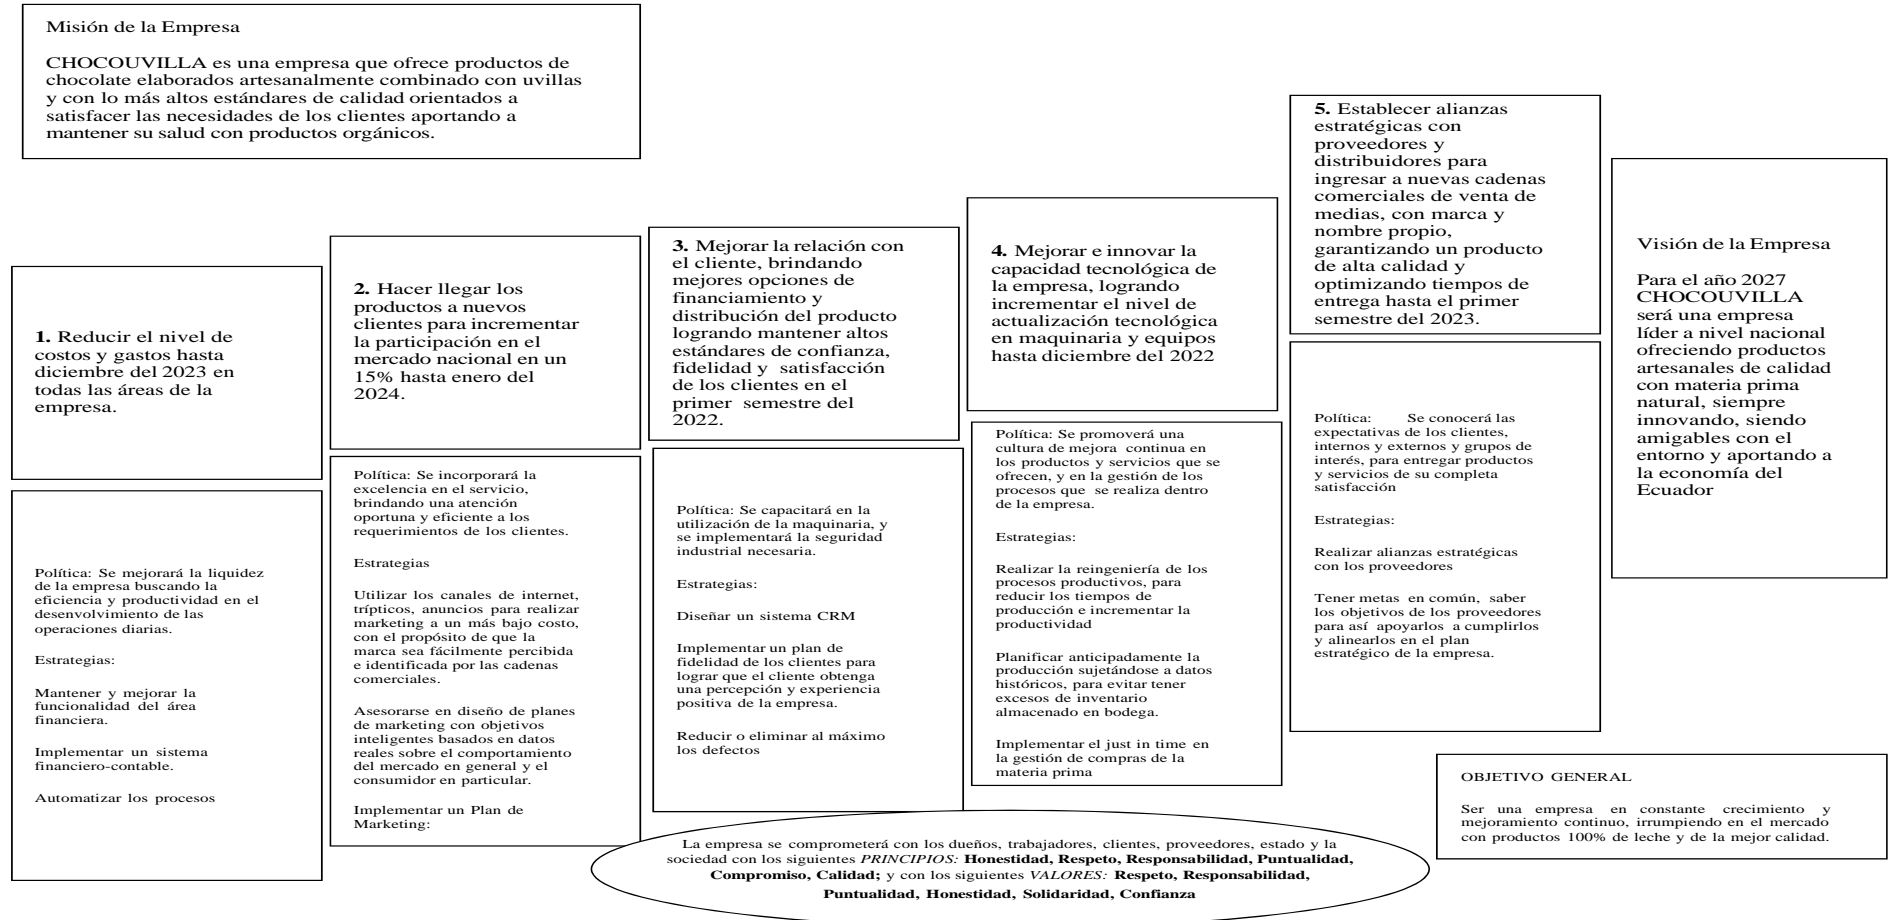 Misión de la Empresa
CHOCOUVILLA es una empresa que ofrece productos de
chocolate elaborados artesanalmente combinado con uvillas
y con lo más altos estándares de calidad orientados a
satisfacer las necesidades de los clientes aportando a
mantener su salud con productos orgánicos.
1. Reducir el nivel de
costos y gastos hasta
diciembre del 2023 en
todas las áreas de la
empresa.
Política: Se mejorará la liquidez
de la empresa buscando la
eficiencia y productividad en el
desenvolvimiento de las
operaciones diarias.
Estrategias:
Mantener y mejorar la
funcionalidad del área
financiera.
Implementar un sistema
financiero-contable.
Automatizar los procesos
2. Hacer llegar los
productos a nuevos
clientes para incrementar
la participación en el
mercado nacional en un
15% hasta enero del
2024.
Política: Se incorporará la
excelencia en el servicio,
brindando una atención
oportuna y eficiente a los
requerimientos de los clientes.
Estrategias
Utilizar los canales de internet,
trípticos, anuncios para realizar
marketing a un más bajo costo,
con el propósito de que la
marca sea fácilmente percibida
e identificada por las cadenas
comerciales.
Asesorarse en diseño de planes
de marketing con objetivos
inteligentes basados en datos
reales sobre el comportamiento
del mercado en general y el
consumidor en particular.
Implementar un Plan de
Marketing:
3. Mejorar la relación con
el cliente, brindando
mejores opciones de
financiamiento y
distribución del producto
logrando mantener altos
estándares de confianza,
fidelidad y satisfacción
de los clientes en el
primer semestre del
2022.
Política: Se capacitará en la
utilización de la maquinaria, y
se implementará la seguridad
industrial necesaria.
Estrategias:
Diseñar un sistema CRM
Implementar un plan de
fidelidad de los clientes para
lograr que el cliente obtenga
una percepción y experiencia
positiva de la empresa.
Reducir o eliminar al máximo
los defectos
4. Mejorar e innovar la
capacidad tecnológica de
la empresa, logrando
incrementar el nivel de
actualización tecnológica
en maquinaria y equipos
hasta diciembre del 2022
Política: Se promoverá una
cultura de mejora continua en
los productos y servicios que se
ofrecen, y en la gestión de los
procesos que se realiza dentro
de la empresa.
Estrategias:
Realizar la reingeniería de los
procesos productivos, para
reducir los tiempos de
producción e incrementar la
productividad
Planificar anticipadamente la
producción sujetándose a datos
históricos, para evitar tener
excesos de inventario
almacenado en bodega.
Implementar el just in time en
la gestión de compras de la
materia prima
5. Establecer alianzas
estratégicas con
proveedores y
distribuidores para
ingresar a nuevas cadenas
comerciales de venta de
medias, con marca y
nombre propio,
garantizando un producto
de alta calidad y
optimizando tiempos de
entrega hasta el primer
semestre del 2023.
Política: Se conocerá las
expectativas de los clientes,
internos y externos y grupos de
interés, para entregar productos
y servicios de su completa
satisfacción
Estrategias:
Realizar alianzas estratégicas
con los proveedores
Tener metas en común, saber
los objetivos de los proveedores
para así apoyarlos a cumplirlos
y alinearlos en el plan
estratégico de la empresa.
Visión de la Empresa
Para el año 2027
CHOCOUVILLA
será una empresa
líder a nivel nacional
ofreciendo productos
artesanales de calidad
con materia prima
natural, siempre
innovando, siendo
amigables con el
entorno y aportando a
la economía del
Ecuador
OBJETIVO GENERAL
Ser una empresa en constante crecimiento y
mejoramiento continuo, irrumpiendo en el mercado
con productos 100% de leche y de la mejor calidad.
La empresa se comprometerá con los dueños, trabajadores, clientes, proveedores, estado y la
sociedad con los siguientes PRINCIPIOS: Honestidad, Respeto, Responsabilidad, Puntualidad,
Compromiso, Calidad; y con los siguientes VALORES: Respeto, Responsabilidad,
Puntualidad, Honestidad, Solidaridad, Confianza